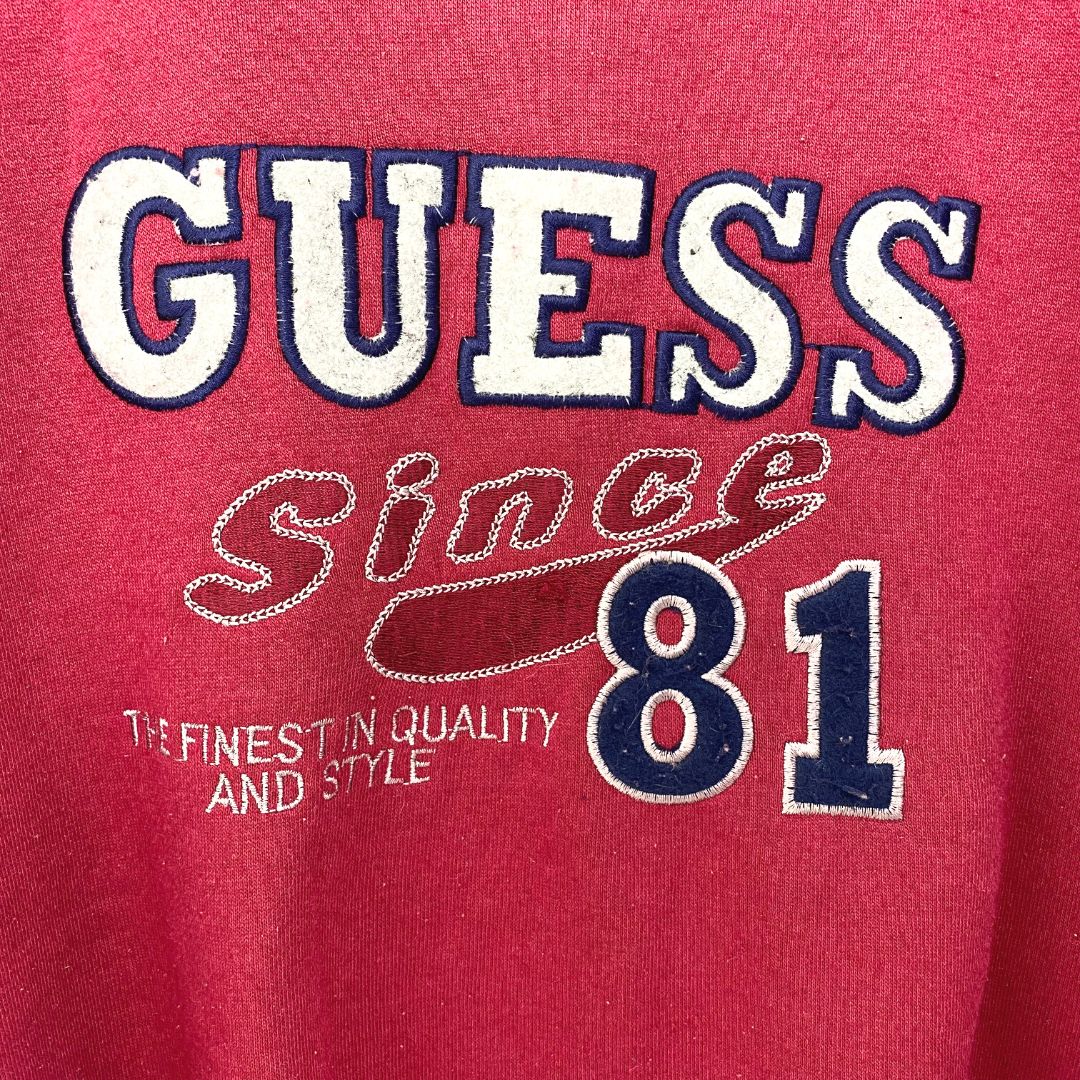 GUESS
Since
81
THE FINEST IN QUALITY
AND STYLE